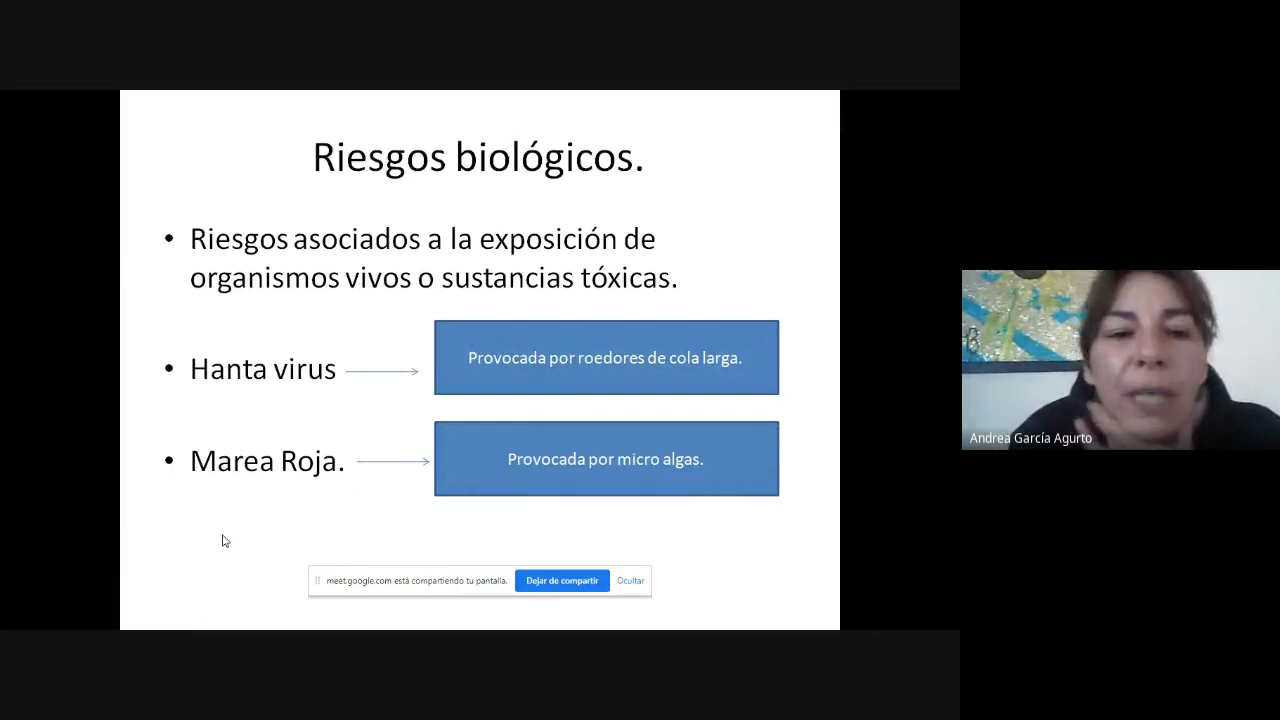 Riesgos biológicos.
• Riesgos asociados a la exposición de
organismos vivos o sustancias tóxicas.
• Hanta virus
Provocada por roedores de cola larga.
• Marea Roja.
Provocada por micro algas.
meet.google.com está compartiendo tu pantalla.
Dejar de compartir
Ocultar
Andrea García Agurto